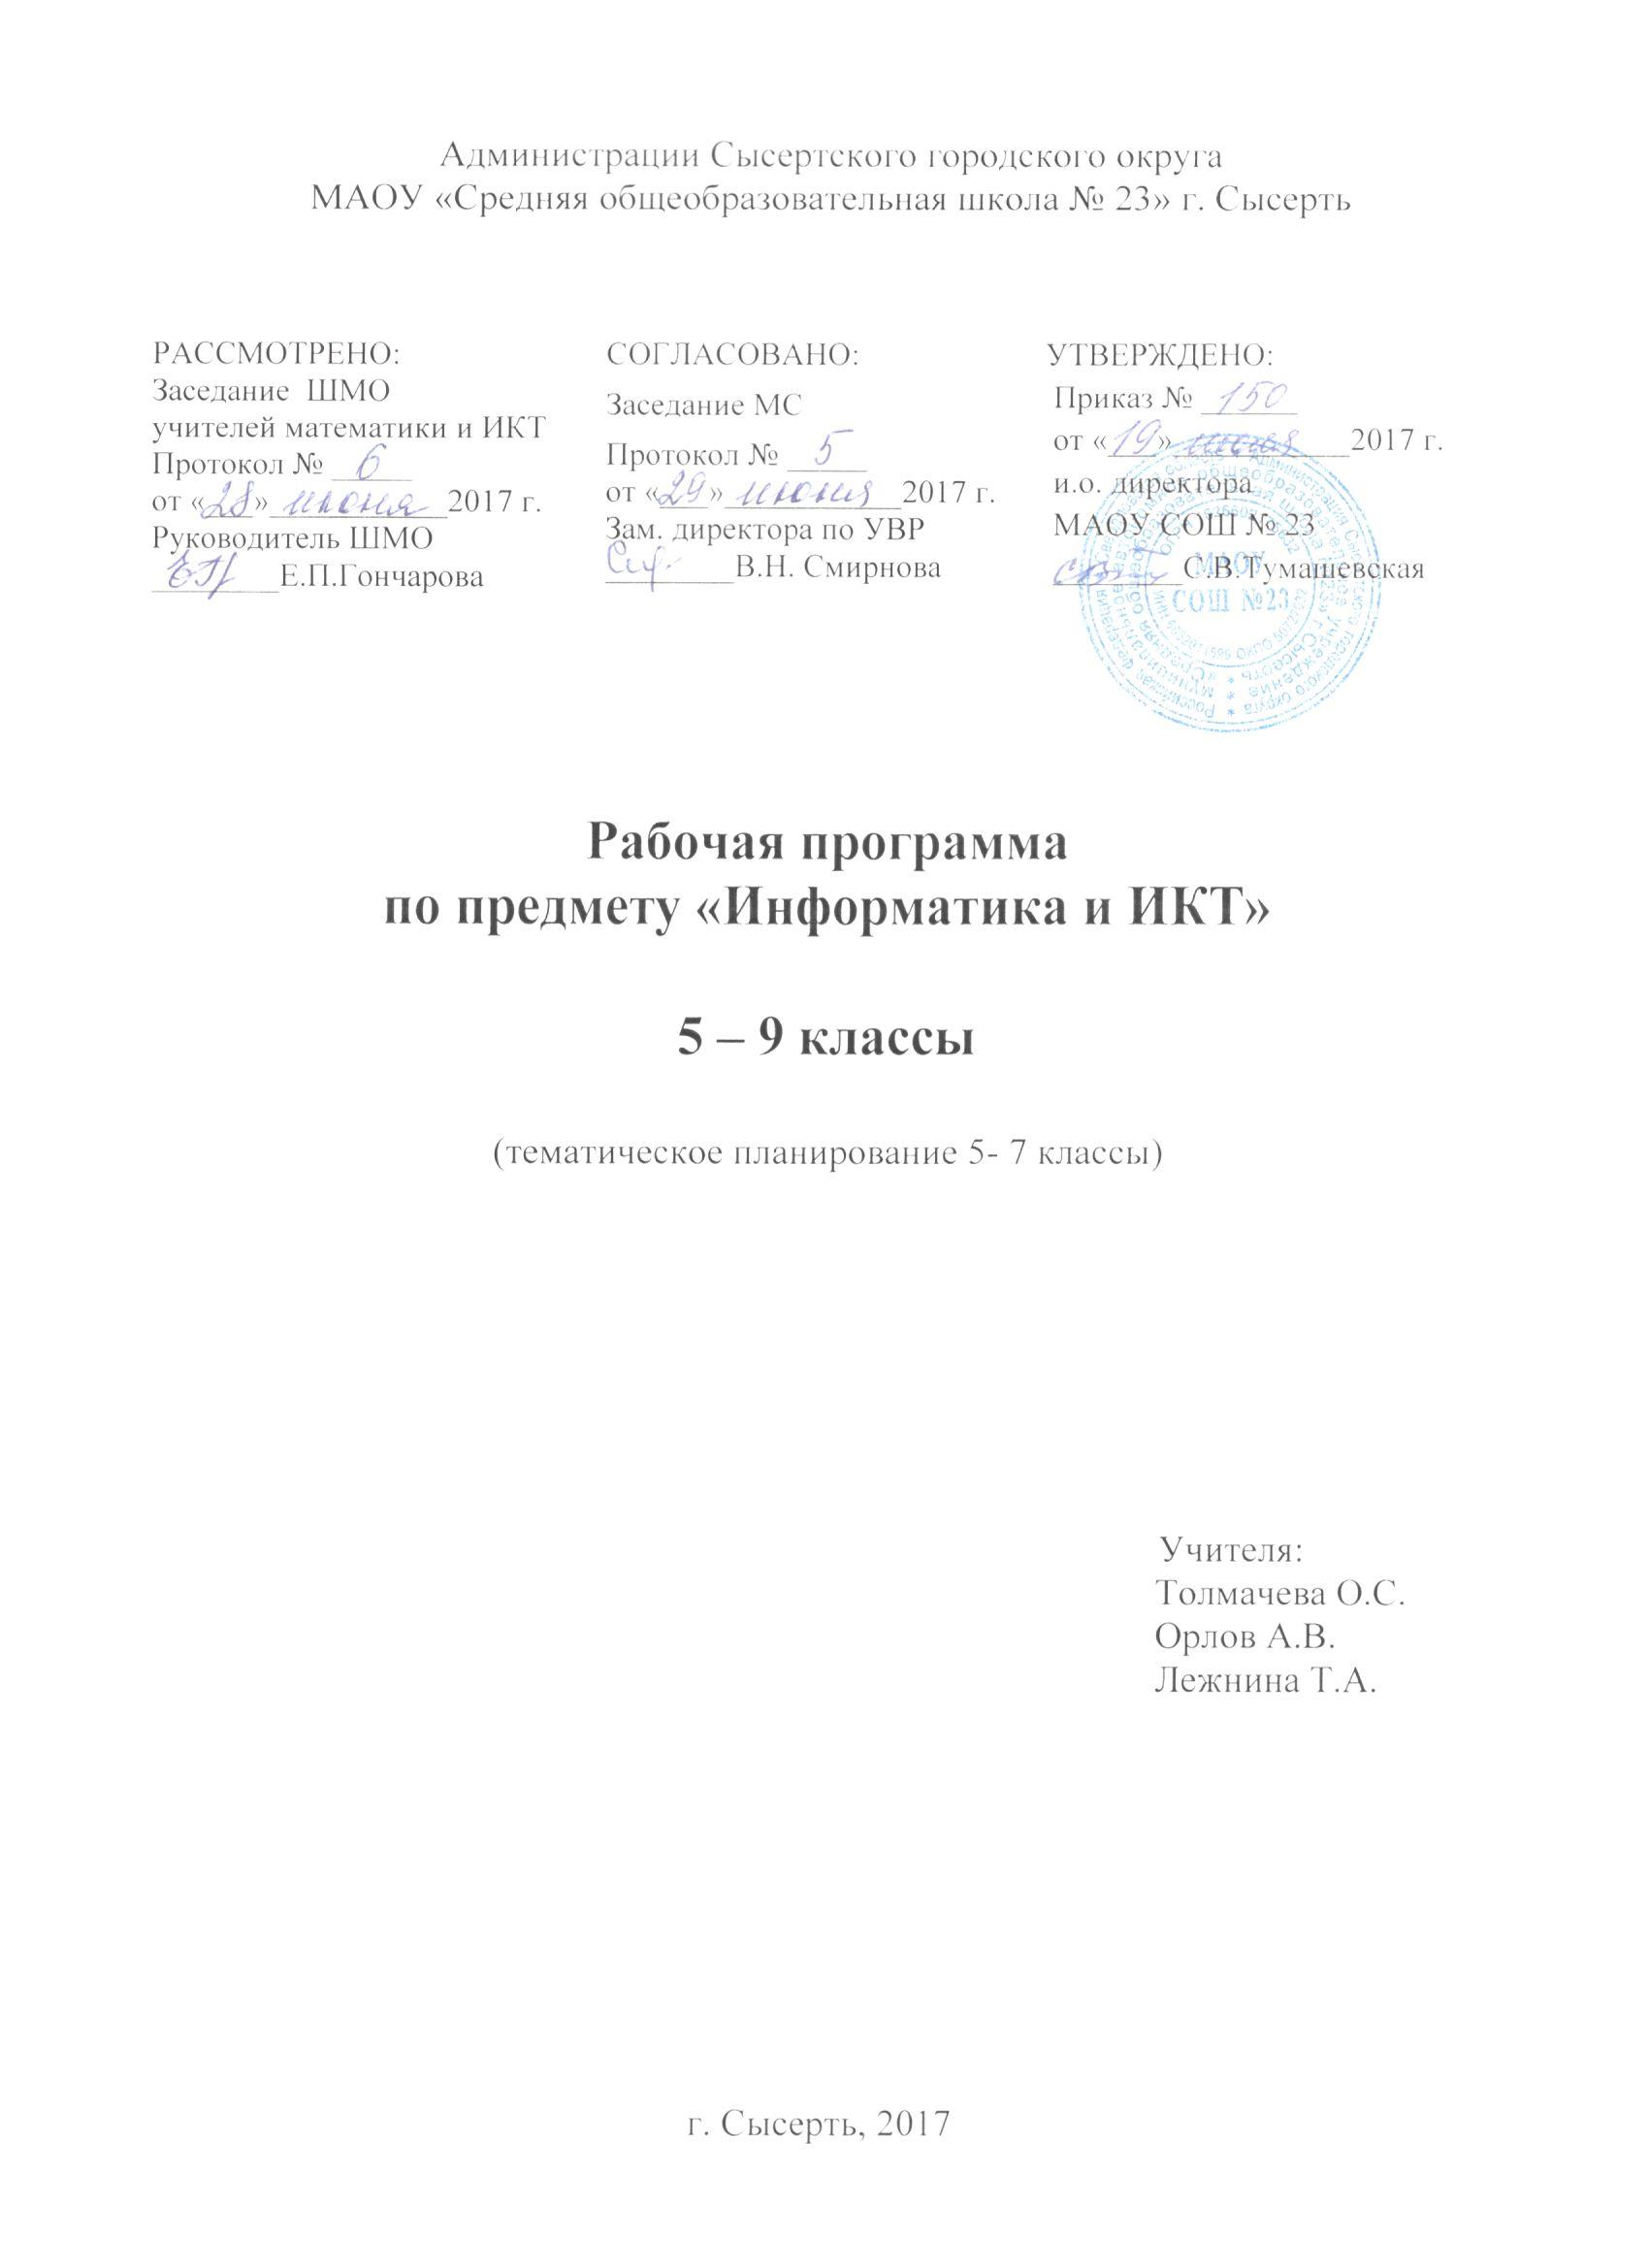 Администрации Сысертского городского округа
МАОУ «Средняя общеобразовательная школа № 23» г. Сысерть
РАССМОТРЕНО:
Заседание ШМО
учителей математики и ИКТ
Протокол № 6
от «28» июня 2017 г.
Руководитель ШМО
Е.П.Гончарова
СОГЛАСОВАНО:
Заседание МС
Протокол № 5
от «29» июня 2017 г.
Зам. директора по УВР
В.Н. Смирнова
УТВЕРЖДЕНО:
Приказ № 150
от «19» 2017 г.
и.о. директора
МАОУ СОШ № 23
С.В.Тумашевская
МАОУ
СОШ №23
Рабочая программа
по предмету «Информатика и ИКТ»
5 – 9 классы
(тематическое планирование 5- 7 классы)
Учителя:
Толмачева О.С.
Орлов А.В.
Лежнина Т.А.
г. Сысерть, 2017